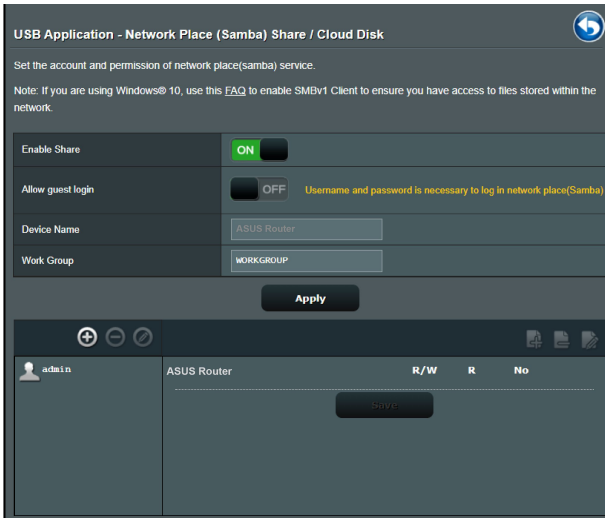 USB Application - Network Place (Samba) Share / Cloud Disk
Set the account and permission of network place(samba) service.
Note: If you are using Windows® 10, use this FAQ to enable SMBv1 Client to ensure you have access to files stored within the
network.
Enable Share ON
Allow guest login OFF Username and password is necessary to log in network place(Samba)
Device Name ASUS Router
Work Group WORKGROUP
Apply
admin ASUS Router R/W R No
Save